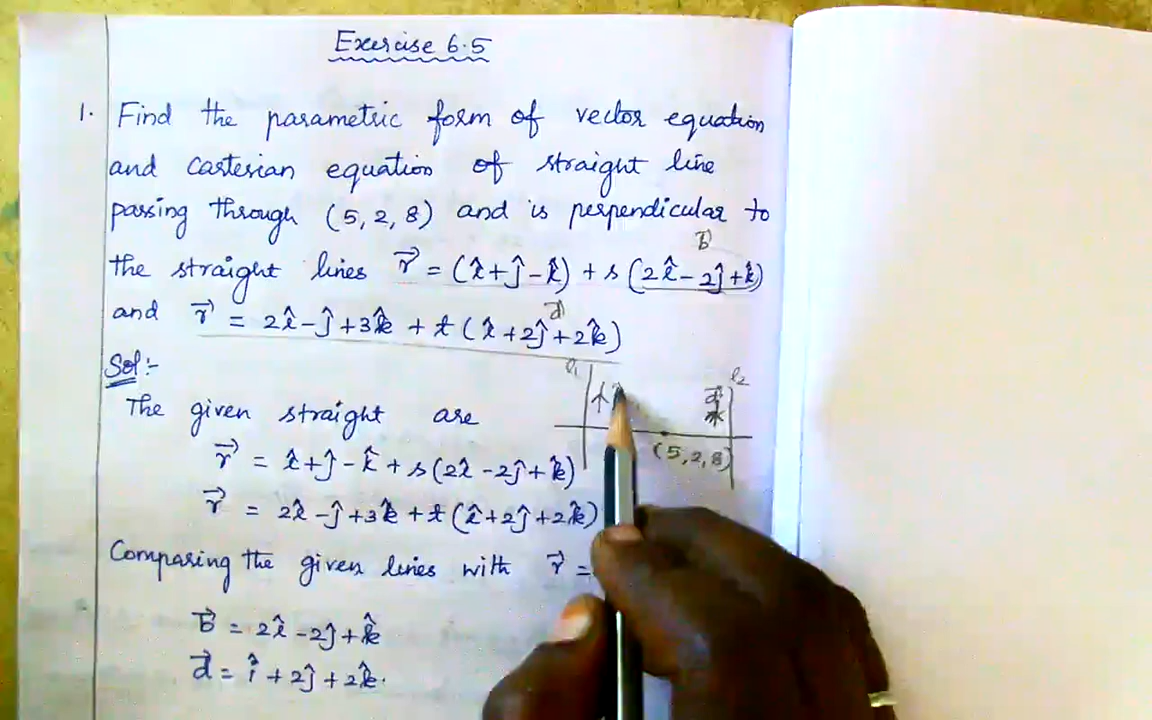 Exercise 6.5
1. Find the parametric form of vector equation
and cartesian equation of straight line
passing through (5, 2, 8) and is perpendicular to
b⃗
the straight lines r⃗ = (î+ĵ-k̂) + s(2î-2ĵ+k̂)
d⃗
and r⃗ = 2î-ĵ+3k̂ + t(î+2ĵ+2k̂)
Sol:-
l₁ l₂
The given straight are
d⃗
(5, 2, 8)
r⃗ = î+ĵ-k̂+s(2î-2ĵ+k̂)
r⃗ = 2î-ĵ+3k̂+t(î+2ĵ+2k̂)
Comparing the given lines with r⃗ =
b⃗ = 2î-2ĵ+k̂
d⃗ = î+2ĵ+2k̂.